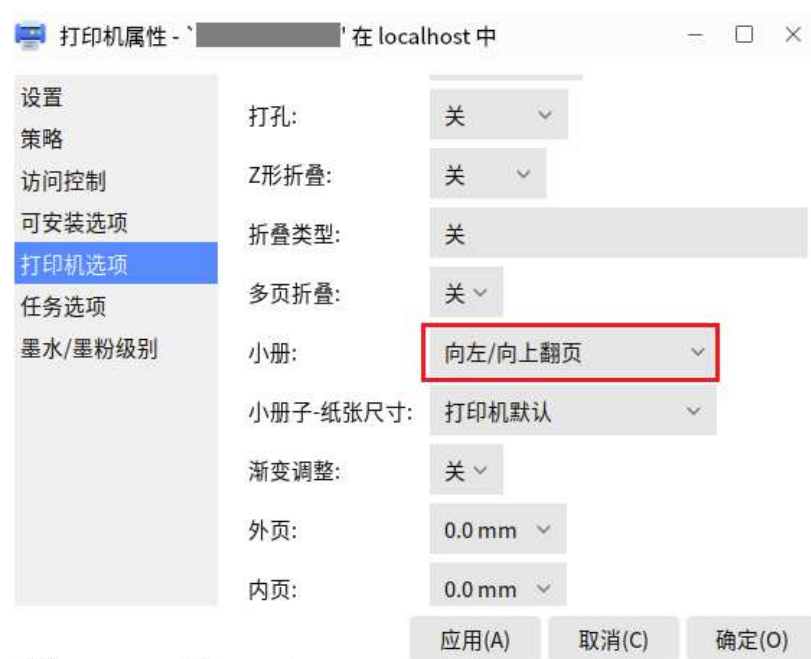 打印机属性 - `' 在 localhost 中
设置
策略
访问控制
可安装选项
打印机选项
任务选项
墨水/墨粉级别
打孔: 关
Z形折叠: 关
折叠类型: 关
多页折叠: 关
小册: 向左/向上翻页
小册子-纸张尺寸: 打印机默认
渐变调整: 关
外页: 0.0 mm
内页: 0.0 mm
应用(A) 取消(C) 确定(O)